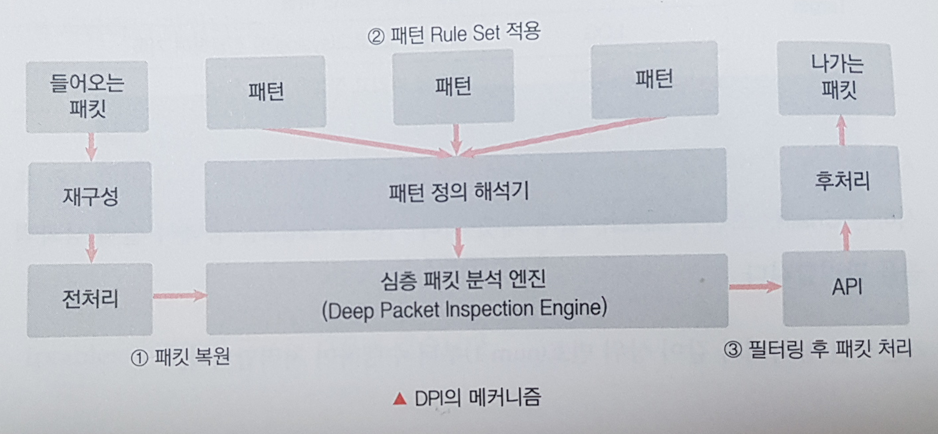 ② 패턴 Rule Set 적용
들어오는
패킷
패턴
패턴
패턴
나가는
패킷
재구성
패턴 정의 해석기
후처리
전처리
심층 패킷 분석 엔진
(Deep Packet Inspection Engine)
API
① 패킷 복원
③ 필터링 후 패킷 처리
▲ DPI의 메커니즘